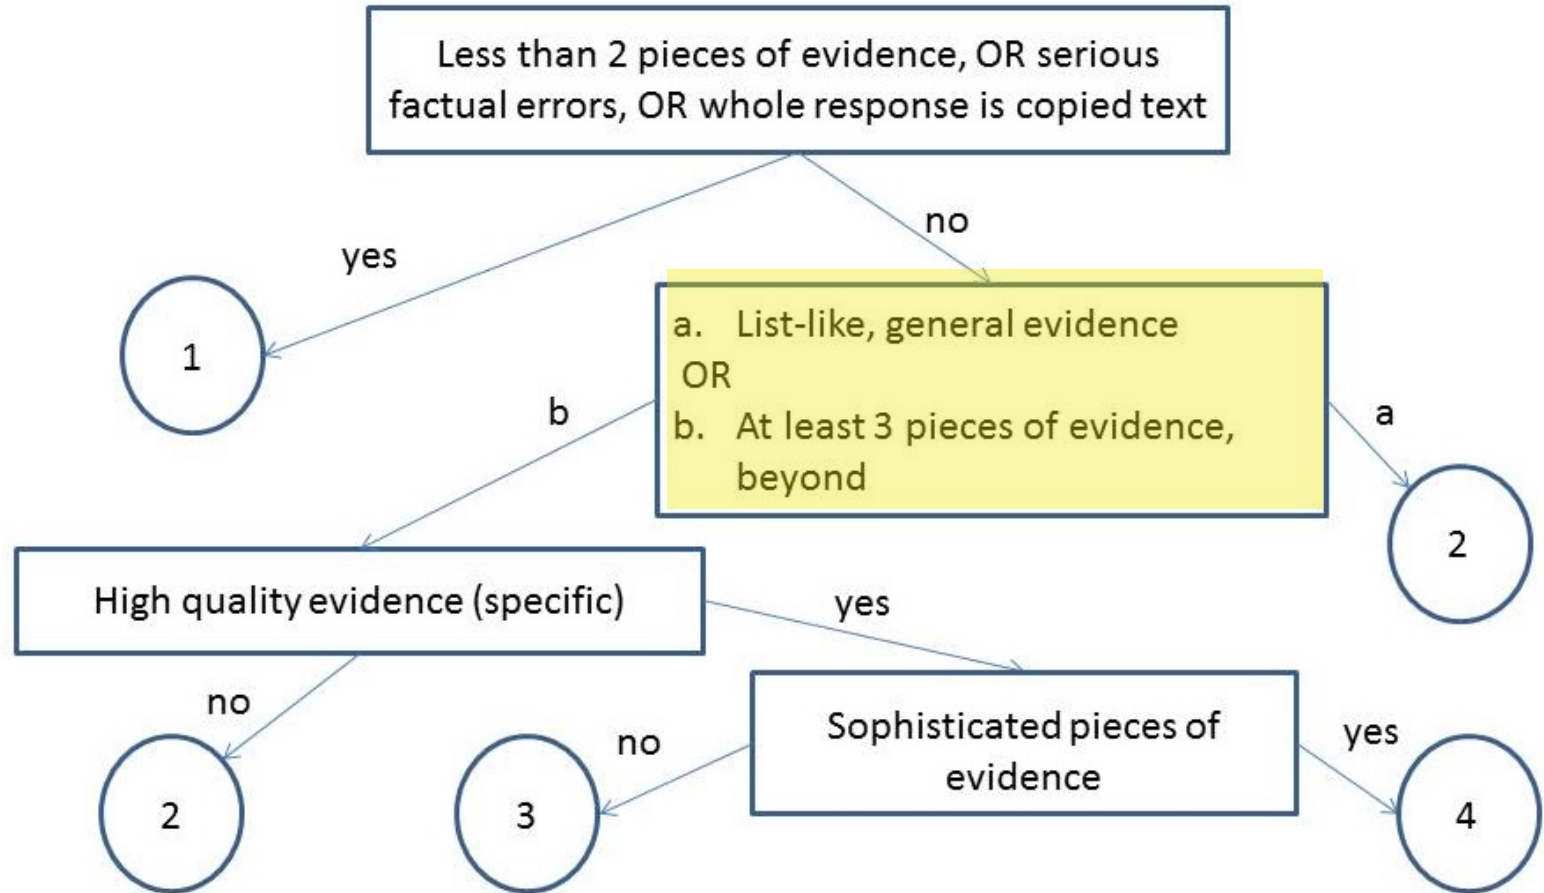 Less than 2 pieces of evidence, OR serious
factual errors, OR whole response is copied text
yes
no
1
a. List-like, general evidence
OR
b. At least 3 pieces of evidence,
beyond
b
a
2
High quality evidence (specific)
yes
no
Sophisticated pieces of
evidence
no
yes
2
3
4